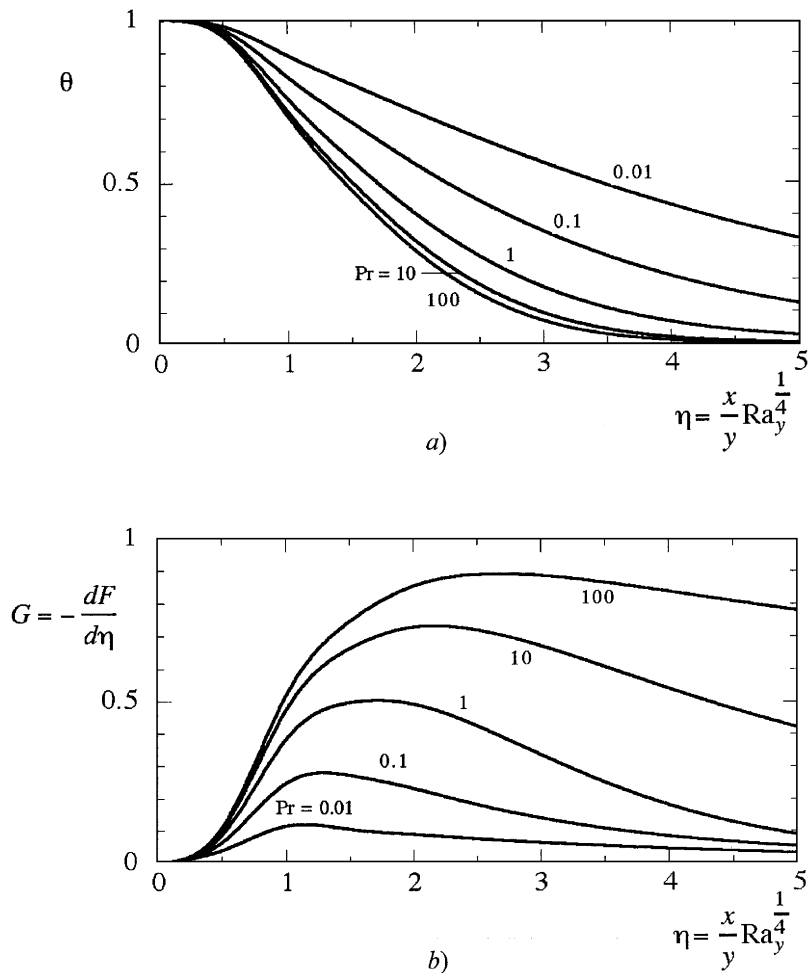 1
θ
0.5
0
0.01
0.1
1
Pr = 10
100
0 1 2 3 4 5
η = x/y Ra_y^{1/4}
a)
1
G = − dF/dη
0.5
0
100
10
1
0.1
Pr = 0.01
0 1 2 3 4 5
η = x/y Ra_y^{1/4}
b)